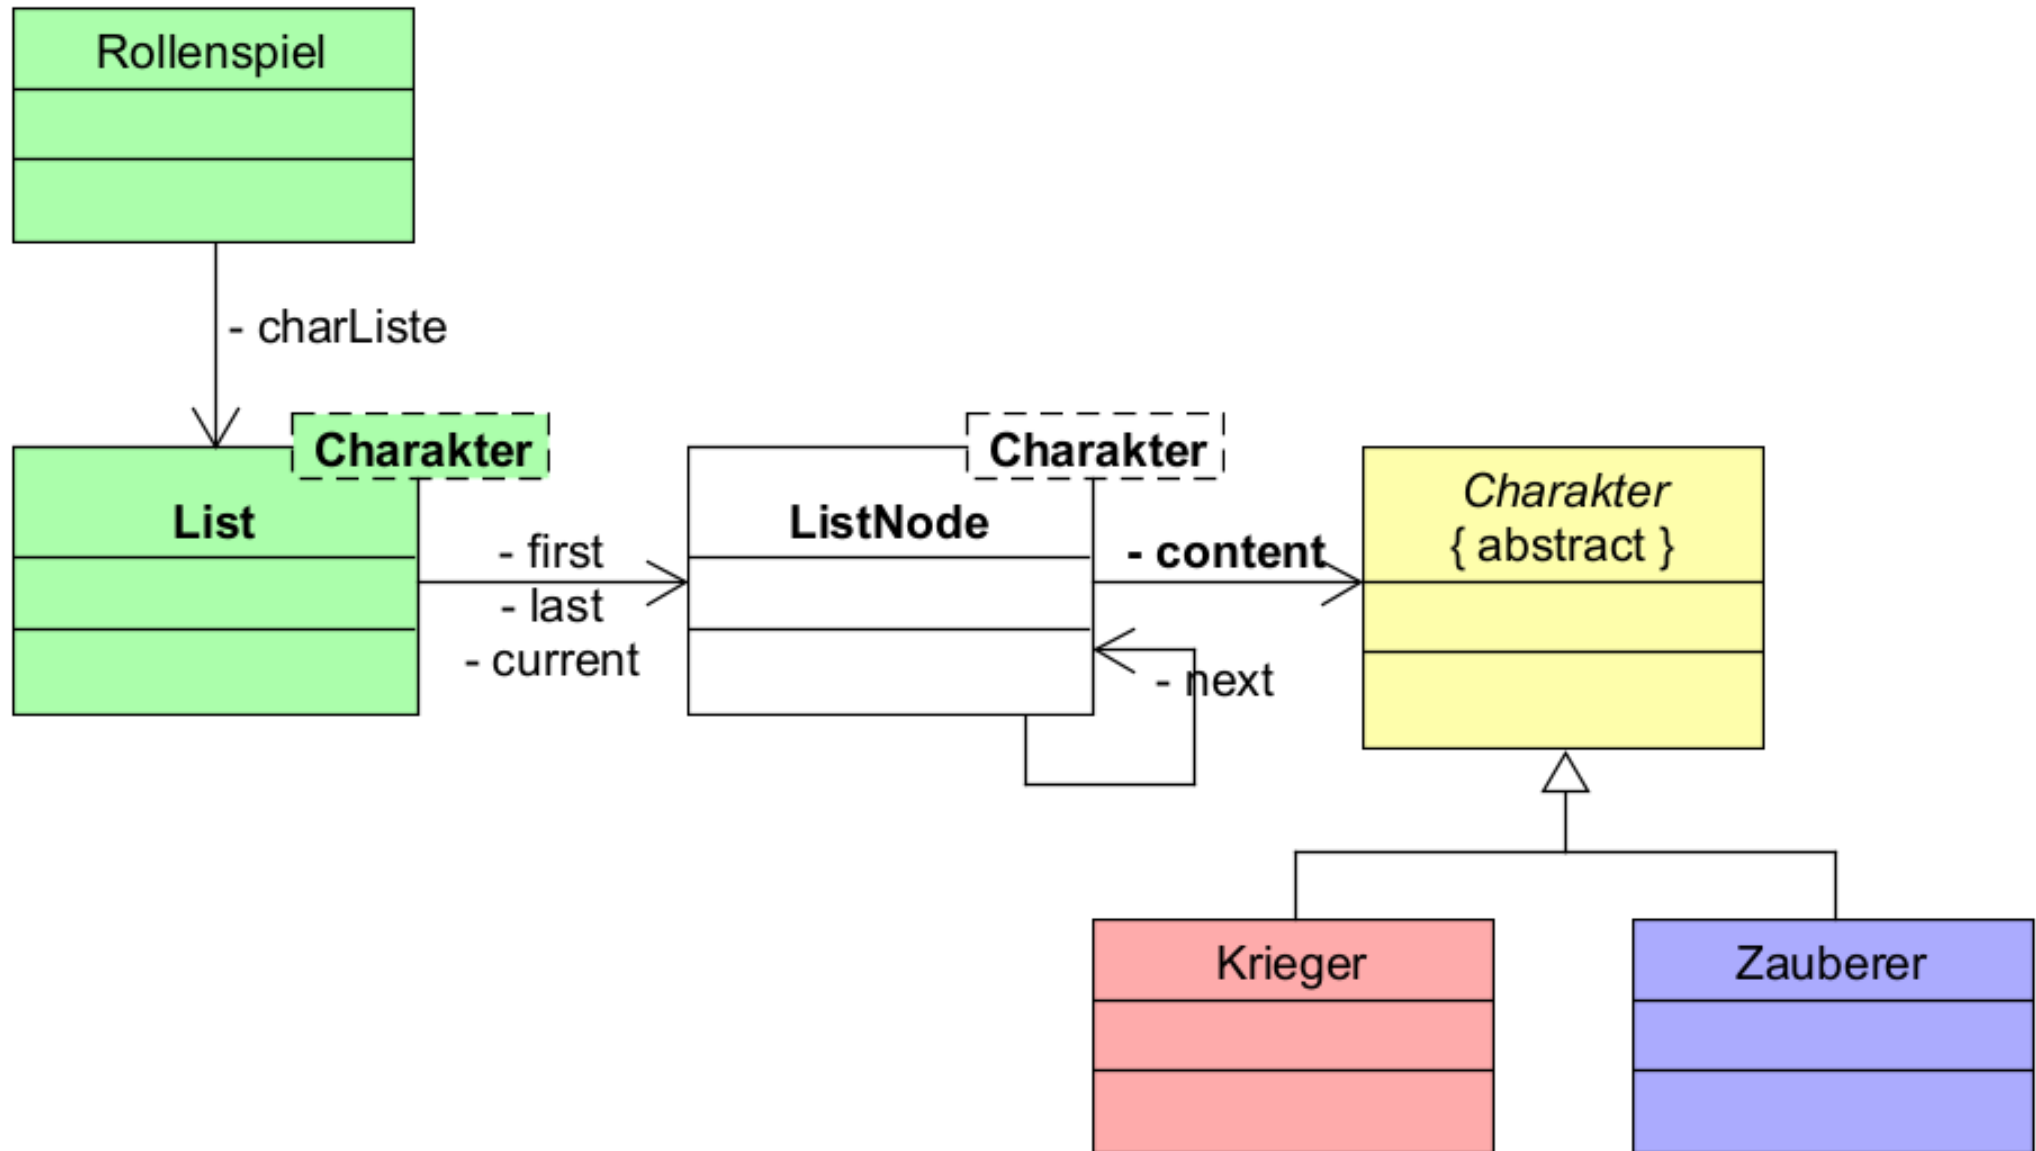 Rollenspiel
- charListe
Charakter
List
- first
- last
- current
Charakter
ListNode
- content
- next
Charakter
{ abstract }
Krieger
Zauberer